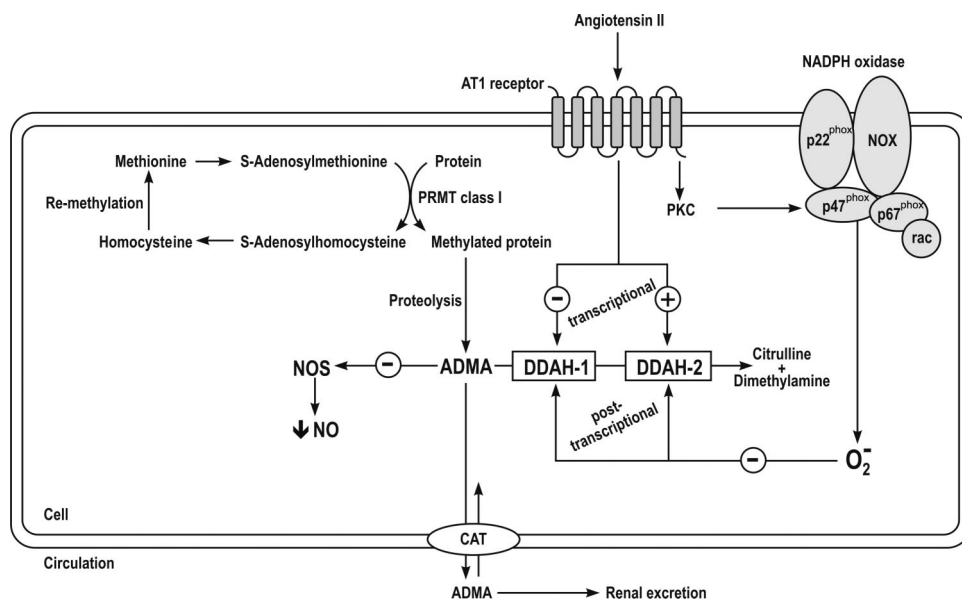 Angiotensin II
AT1 receptor
NADPH oxidase
p22phox
NOX
Methionine
S-Adenosylmethionine
Protein
Re-methylation
PRMT class I
PKC
p47phox
p67phox
rac
Homocysteine
S-Adenosylhomocysteine
Methylated protein
Proteolysis
-
transcriptional
+
NOS
-
ADMA
DDAH-1
DDAH-2
Citrulline
+
Dimethylamine
post-
transcriptional
NO
-
O2-
Cell
CAT
Circulation
ADMA
Renal excretion